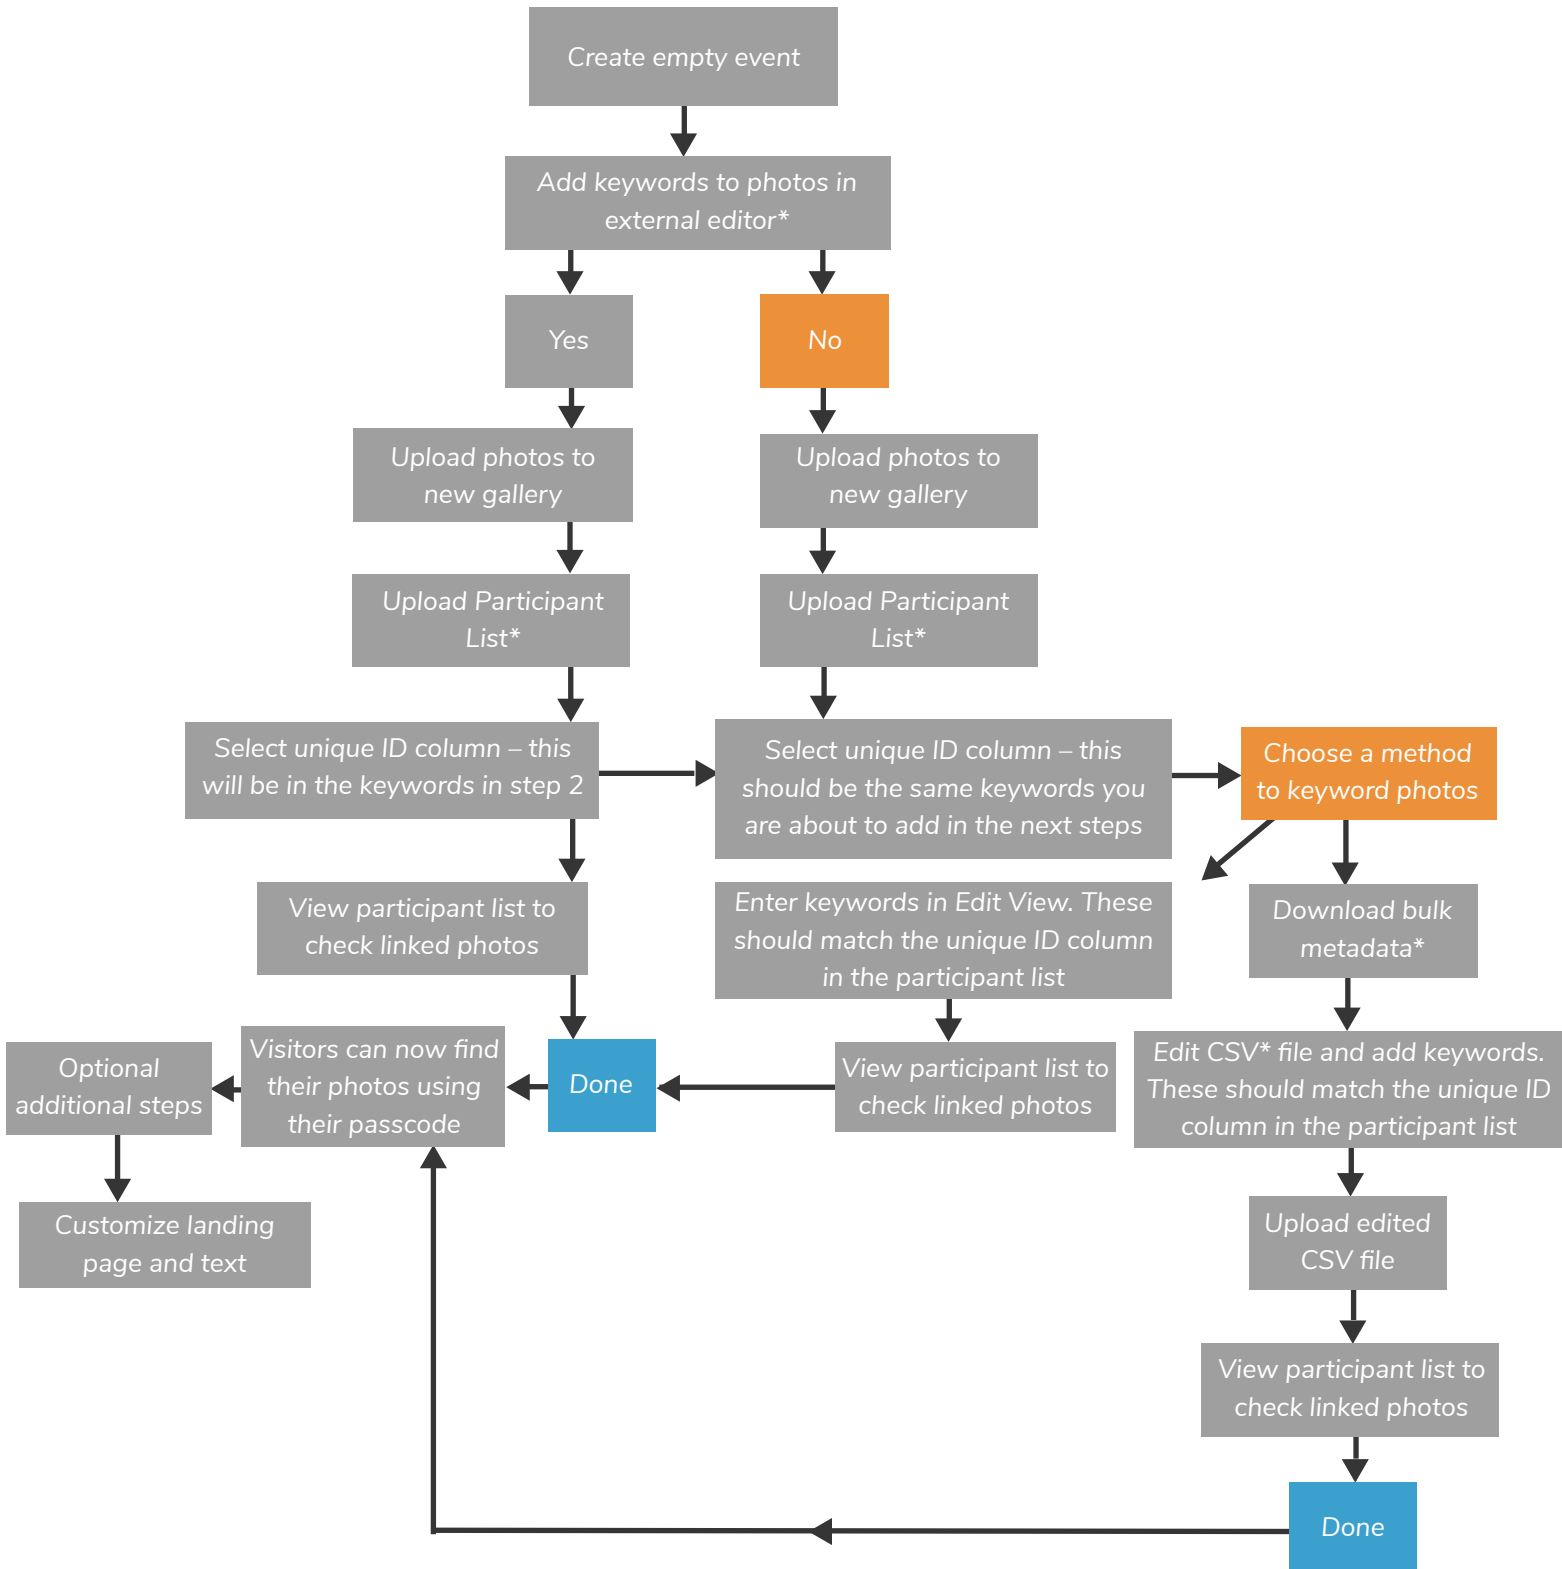 Create empty event
Add keywords to photos in
external editor*
Yes
No
Upload photos to
new gallery
Upload photos to
new gallery
Upload Participant
List*
Upload Participant
List*
Select unique ID column – this
will be in the keywords in step 2
Select unique ID column – this
should be the same keywords you
are about to add in the next steps
Choose a method
to keyword photos
View participant list to
check linked photos
Enter keywords in Edit View. These
should match the unique ID column
in the participant list
Download bulk
metadata*
Optional
additional steps
Visitors can now find
their photos using
their passcode
Done
View participant list to
check linked photos
Edit CSV* file and add keywords.
These should match the unique ID
column in the participant list
Customize landing
page and text
Upload edited
CSV file
View participant list to
check linked photos
Done